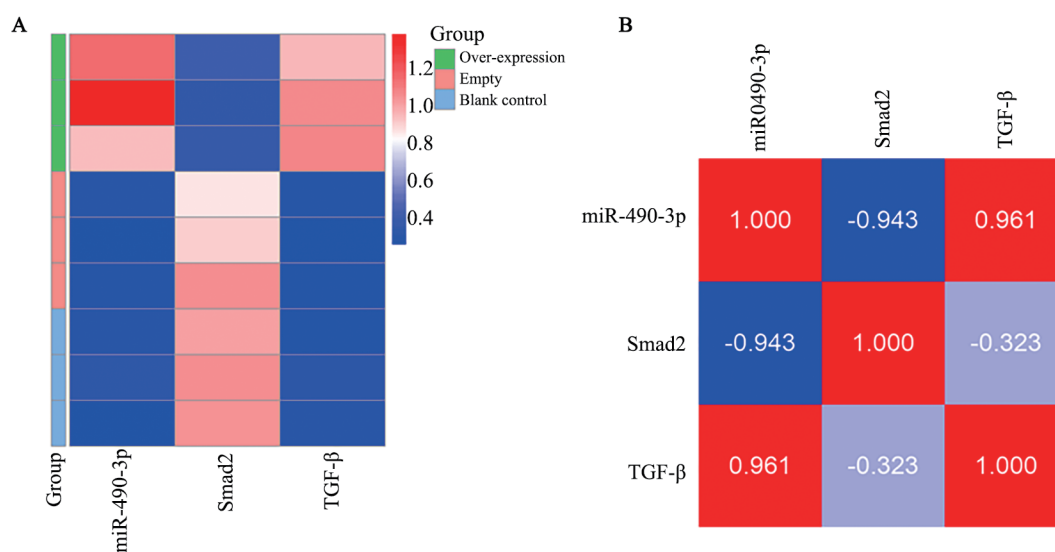 A
Group
Over-expression
Empty
Blank control
1.2
1.0
0.8
0.6
0.4
Group
miR-490-3p
Smad2
TGF-β
B
miR0490-3p
Smad2
TGF-β
miR-490-3p
1.000
-0.943
0.961
Smad2
-0.943
1.000
-0.323
TGF-β
0.961
-0.323
1.000